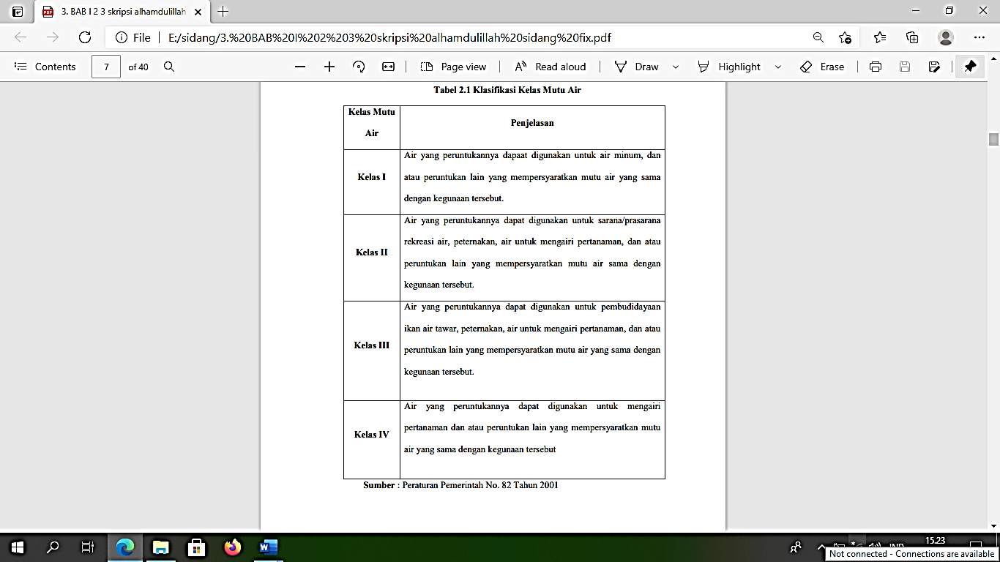 3. BAB I 2 3 skripsi alhamdulillah
File
E:/sidang/3.%20BAB%20I%202%203%20skripsi%20alhamdulillah%20sidang%20fix.pdf
Contents
7
of 40
Page view
Read aloud
Draw
Highlight
Erase
Tabel 2.1 Klasifikasi Kelas Mutu Air
Kelas Mutu
Air
Penjelasan
Kelas I
Air yang peruntukannya dapaat digunakan untuk air minum, dan
atau peruntukan lain yang mempersyaratkan mutu air yang sama
dengan kegunaan tersebut.
Kelas II
Air yang peruntukannya dapat digunakan untuk sarana/prasarana
rekreasi air, peternakan, air untuk mengairi pertanaman, dan atau
peruntukan lain yang mempersyaratkan mutu air sama dengan
kegunaan tersebut.
Kelas III
Air yang peruntukannya dapat digunakan untuk pembudidayaan
ikan air tawar, peternakan, air untuk mengairi pertanaman, dan atau
peruntukan lain yang mempersyaratkan mutu air yang sama dengan
kegunaan tersebut.
Kelas IV
Air yang peruntukannya dapat digunakan untuk mengairi
pertanaman dan atau peruntukan lain yang mempersyaratkan mutu
air yang sama dengan kegunaan tersebut
Sumber : Peraturan Pemerintah No. 82 Tahun 2001
15.23
Not connected - Connections are available